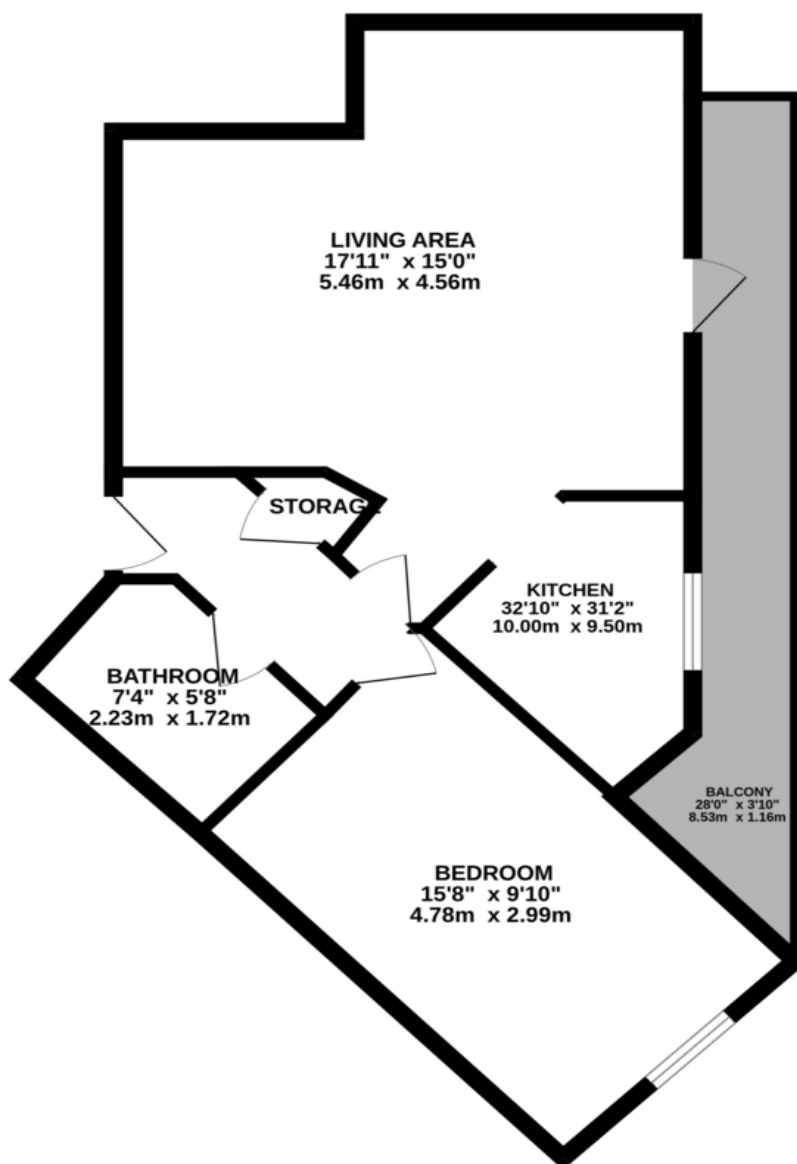 LIVING AREA
17'11" x 15'0"
5.46m x 4.56m
STORAGE
KITCHEN
32'10" x 31'2"
10.00m x 9.50m
BATHROOM
7'4" x 5'8"
2.23m x 1.72m
BALCONY
28'0" x 3'10"
8.53m x 1.16m
BEDROOM
15'8" x 9'10"
4.78m x 2.99m